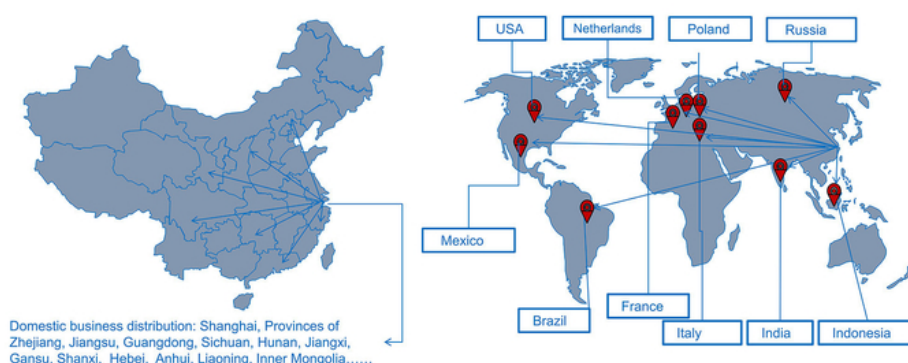 USA
Netherlands
Poland
Russia
Mexico
Brazil
France
Italy
India
Indonesia
Domestic business distribution: Shanghai, Provinces of
Zhejiang, Jiangsu, Guangdong, Sichuan, Hunan, Jiangxi,
Gansu, Shanxi, Hebei, Anhui, Liaoning, Inner Mongolia……